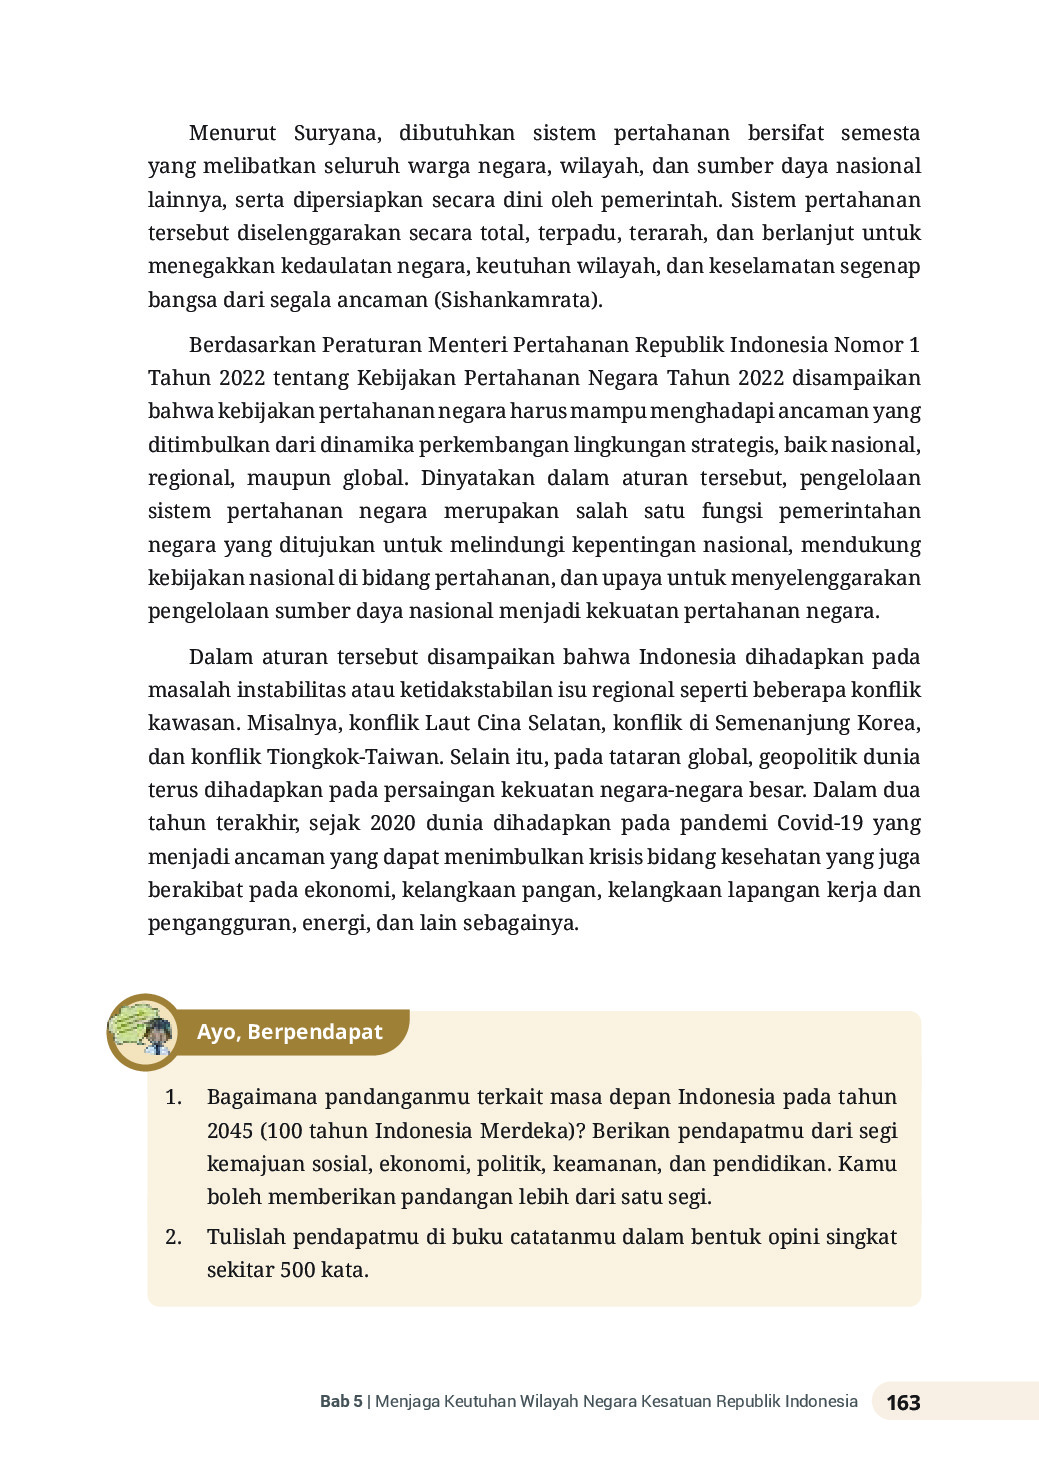 Menurut Suryana, dibutuhkan sistem pertahanan bersifat semesta
yang melibatkan seluruh warga negara, wilayah, dan sumber daya nasional
lainnya, serta dipersiapkan secara dini oleh pemerintah. Sistem pertahanan
tersebut diselenggarakan secara total, terpadu, terarah, dan berlanjut untuk
menegakkan kedaulatan negara, keutuhan wilayah, dan keselamatan segenap
bangsa dari segala ancaman (Sishankamrata).
Berdasarkan Peraturan Menteri Pertahanan Republik Indonesia Nomor 1
Tahun 2022 tentang Kebijakan Pertahanan Negara Tahun 2022 disampaikan
bahwa kebijakan pertahanan negara harus mampu menghadapi ancaman yang
ditimbulkan dari dinamika perkembangan lingkungan strategis, baik nasional,
regional, maupun global. Dinyatakan dalam aturan tersebut, pengelolaan
sistem pertahanan negara merupakan salah satu fungsi pemerintahan
negara yang ditujukan untuk melindungi kepentingan nasional, mendukung
kebijakan nasional di bidang pertahanan, dan upaya untuk menyelenggarakan
pengelolaan sumber daya nasional menjadi kekuatan pertahanan negara.
Dalam aturan tersebut disampaikan bahwa Indonesia dihadapkan pada
masalah instabilitas atau ketidakstabilan isu regional seperti beberapa konflik
kawasan. Misalnya, konflik Laut Cina Selatan, konflik di Semenanjung Korea,
dan konflik Tiongkok-Taiwan. Selain itu, pada tataran global, geopolitik dunia
terus dihadapkan pada persaingan kekuatan negara-negara besar. Dalam dua
tahun terakhir, sejak 2020 dunia dihadapkan pada pandemi Covid-19 yang
menjadi ancaman yang dapat menimbulkan krisis bidang kesehatan yang juga
berakibat pada ekonomi, kelangkaan pangan, kelangkaan lapangan kerja dan
pengangguran, energi, dan lain sebagainya.
Ayo, Berpendapat
1. Bagaimana pandanganmu terkait masa depan Indonesia pada tahun
2045 (100 tahun Indonesia Merdeka)? Berikan pendapatmu dari segi
kemajuan sosial, ekonomi, politik, keamanan, dan pendidikan. Kamu
boleh memberikan pandangan lebih dari satu segi.
2. Tulislah pendapatmu di buku catatanmu dalam bentuk opini singkat
sekitar 500 kata.
Bab 5 | Menjaga Keutuhan Wilayah Negara Kesatuan Republik Indonesia 163